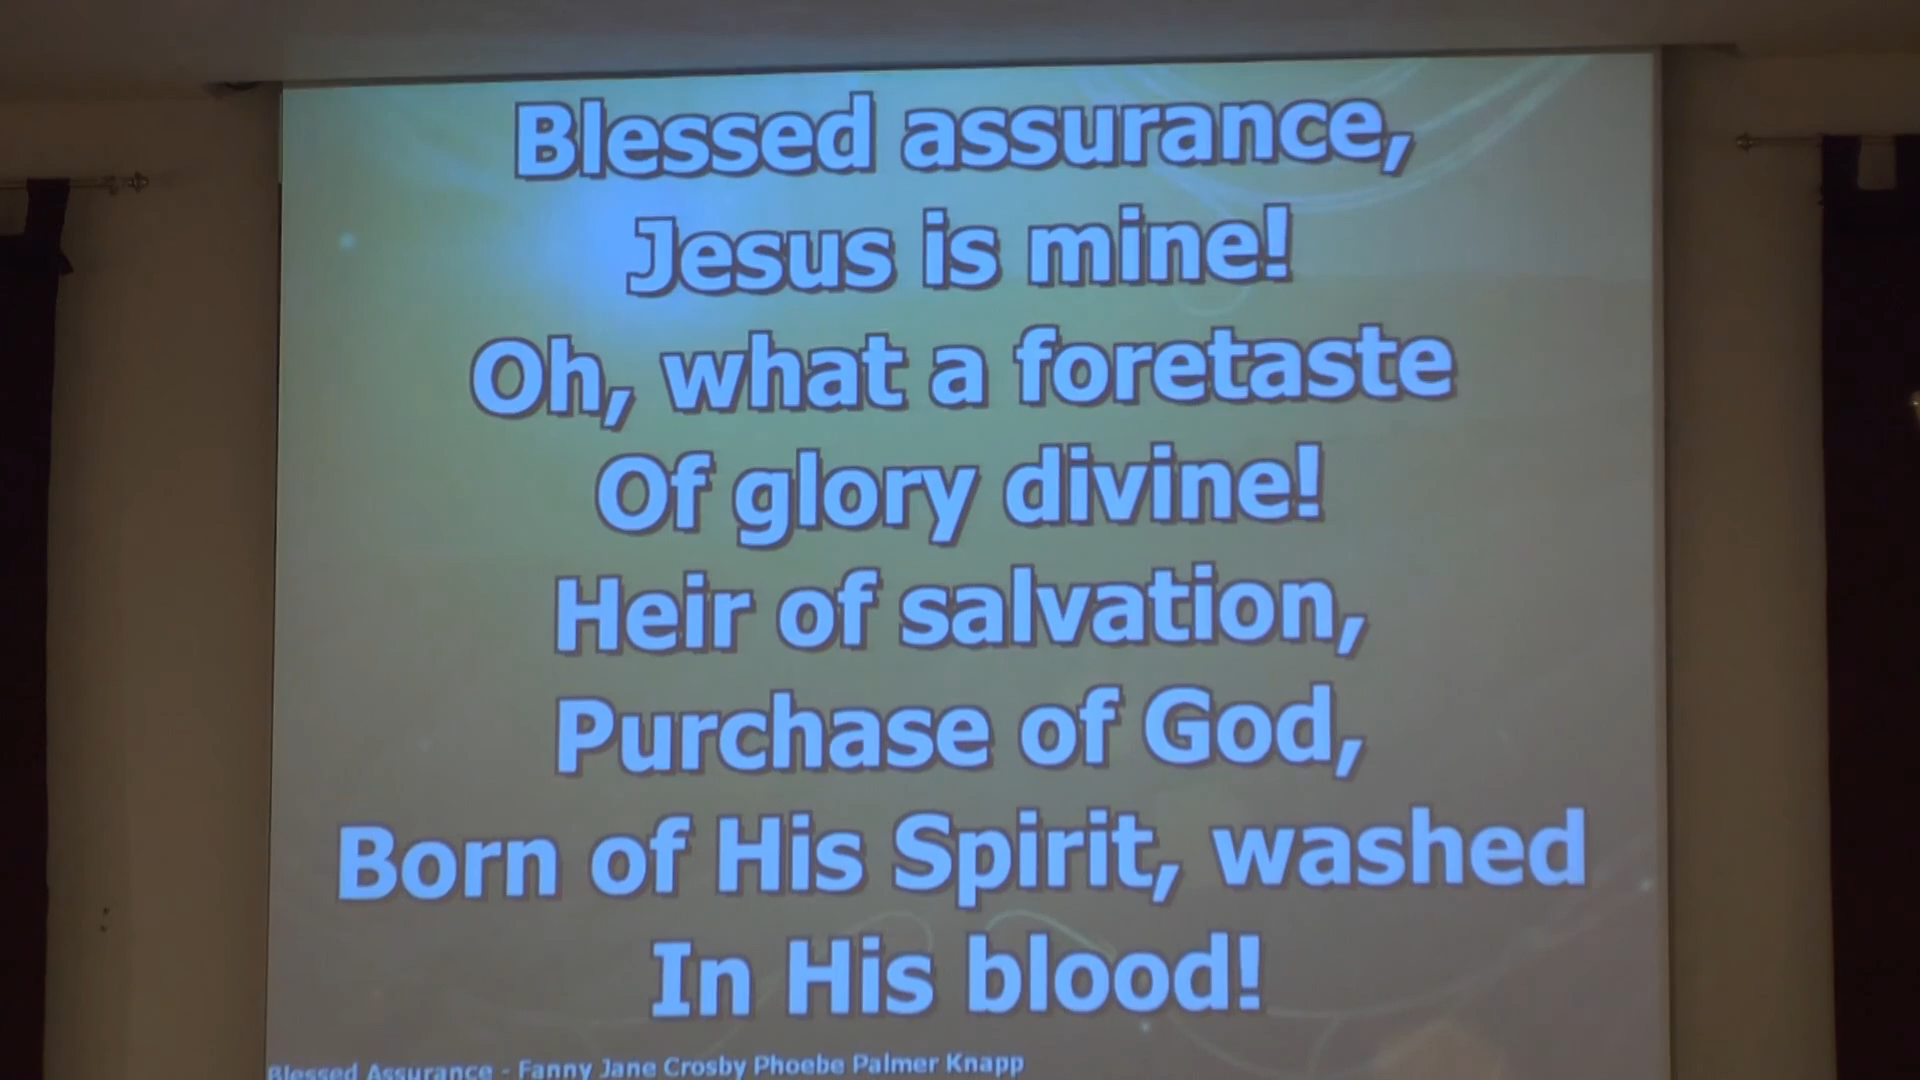 Blessed assurance,
Jesus is mine!
Oh, what a foretaste
Of glory divine!
Heir of salvation,
Purchase of God,
Born of His Spirit, washed
In His blood!
Blessed Assurance - Fanny Jane Crosby Phoebe Palmer Knapp